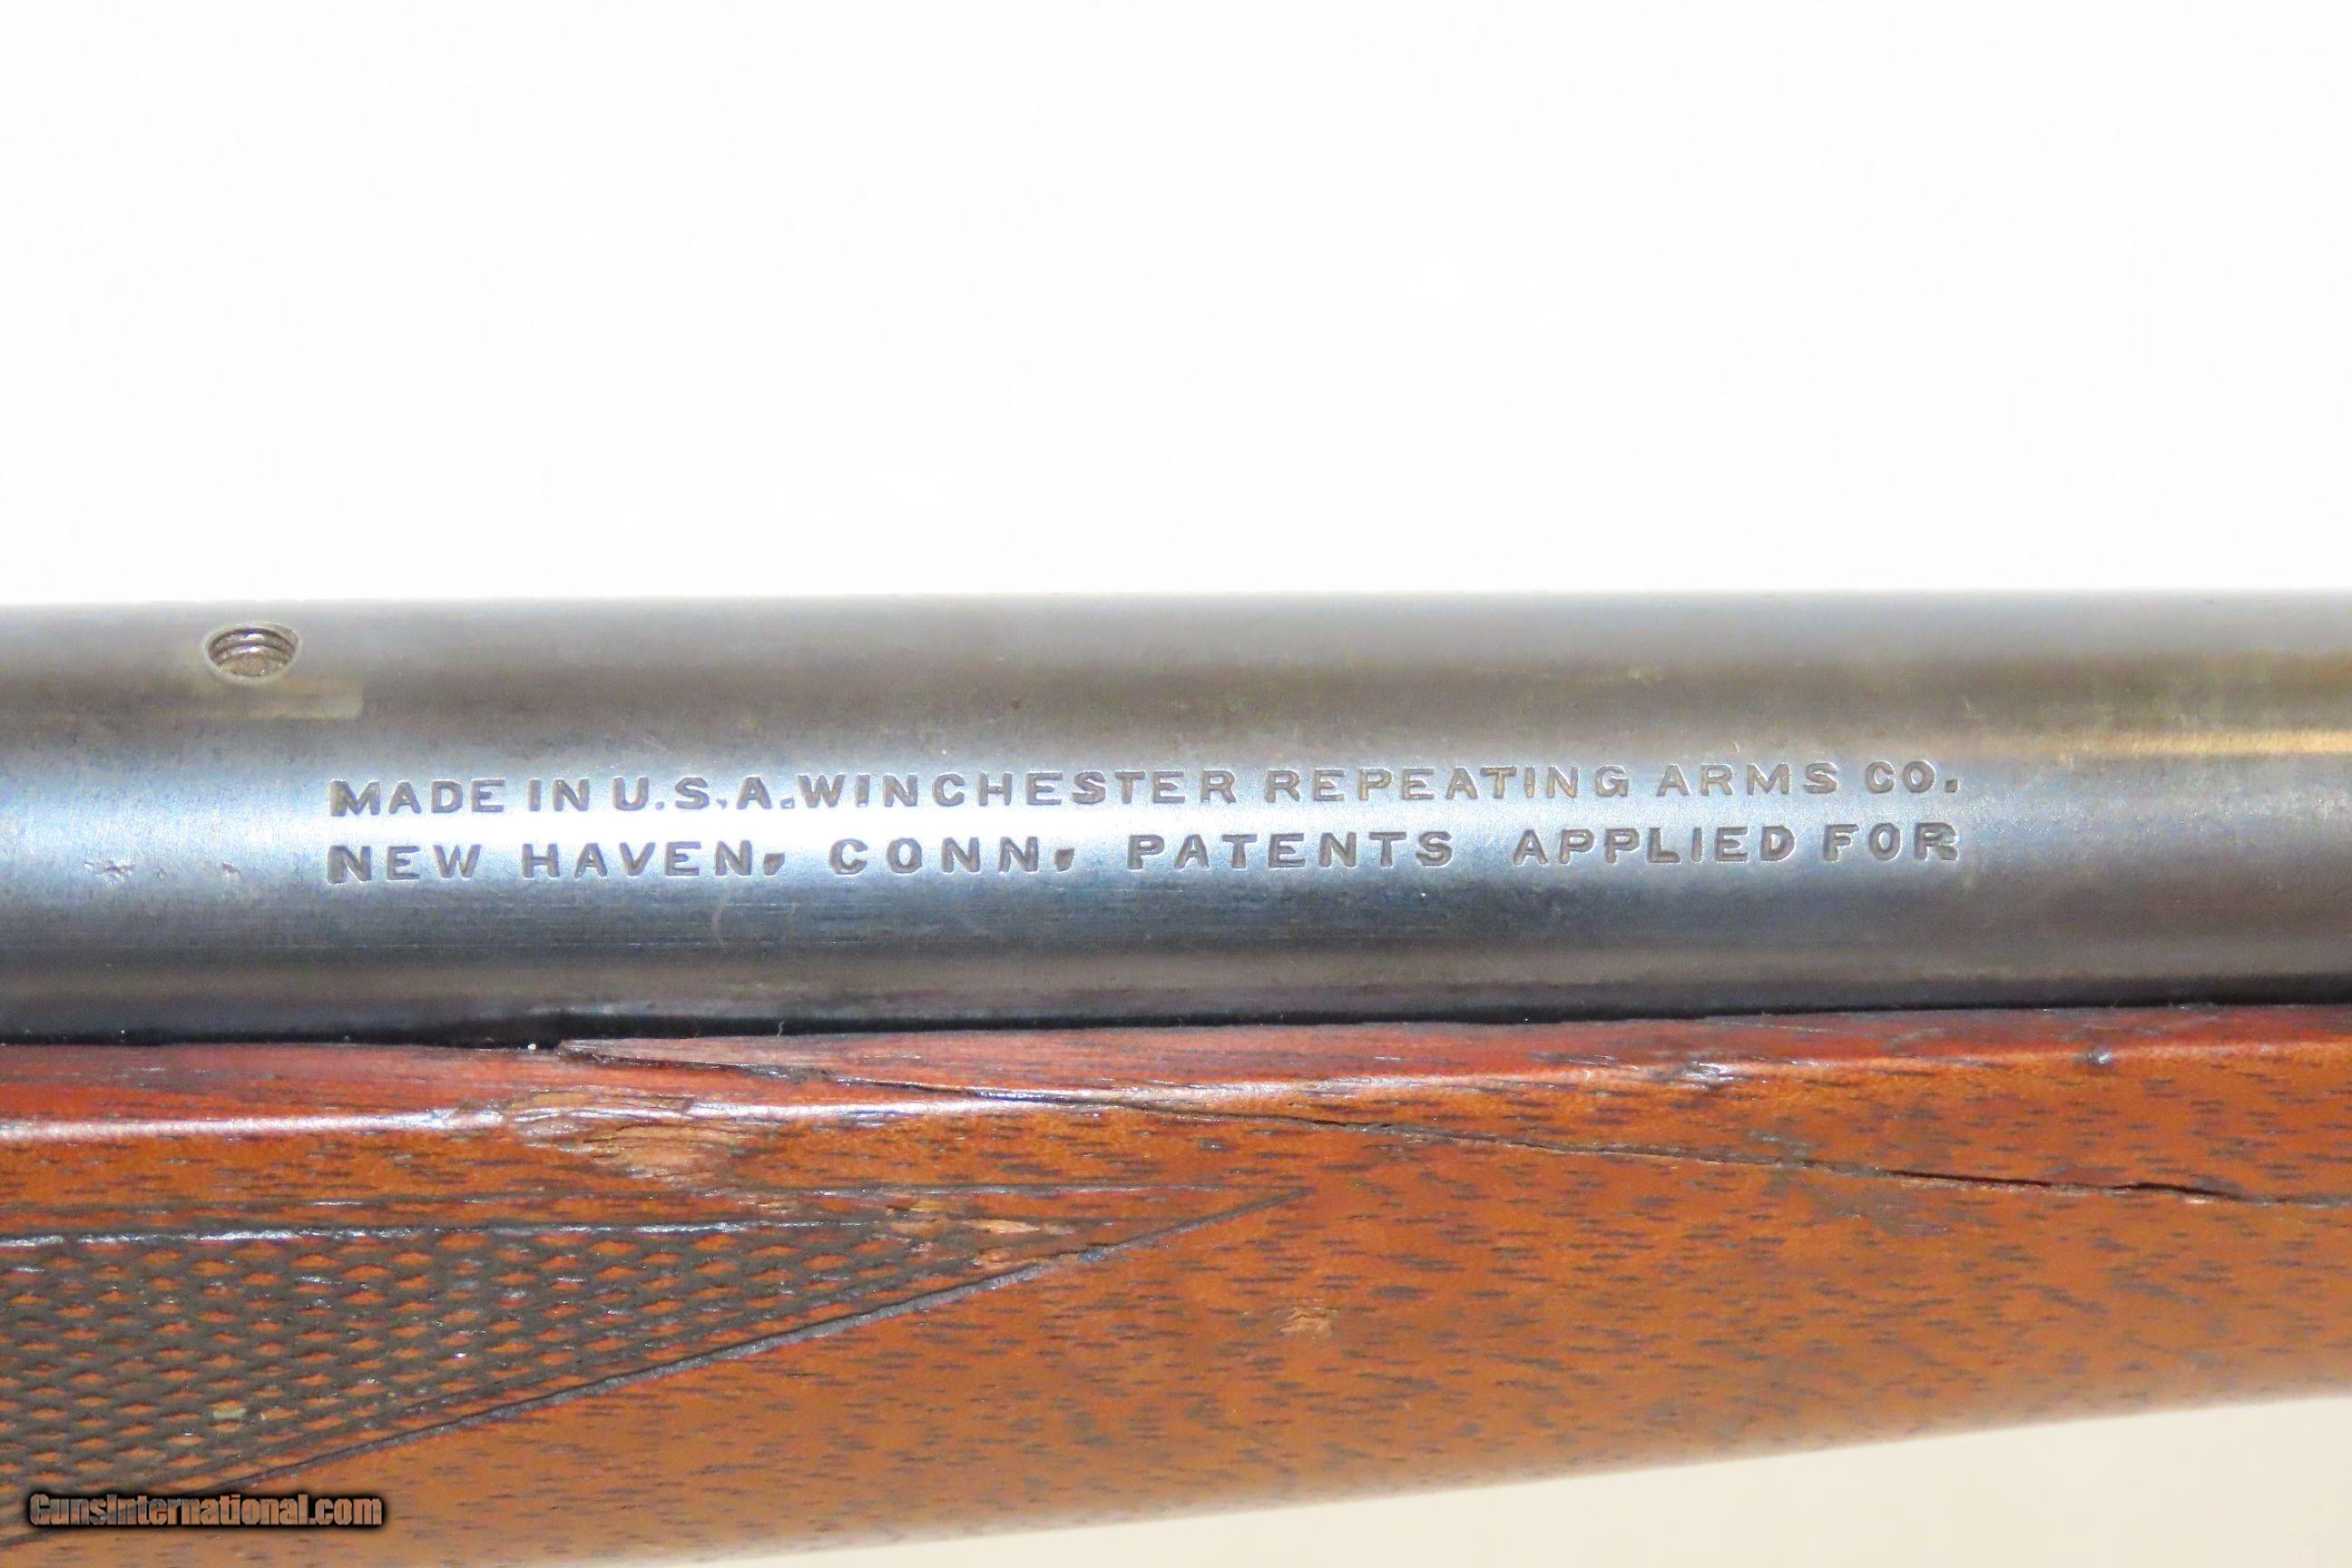 MADE IN U.S.A. WINCHESTER REPEATING ARMS CO.
NEW HAVEN, CONN. PATENTS APPLIED FOR
GunsInternational.com